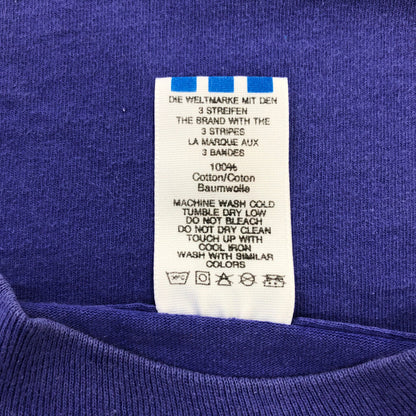 DIE WELTMARKE MIT DEN
3 STREIFEN
THE BRAND WITH THE
3 STRIPES
LA MARQUE AUX
3 BANDES
100%
Cotton/Coton
Baumwolle
MACHINE WASH COLD
TUMBLE DRY LOW
DO NOT BLEACH
DO NOT DRY CLEAN
TOUCH UP WITH
COOL IRON
WASH WITH SIMILAR
COLORS